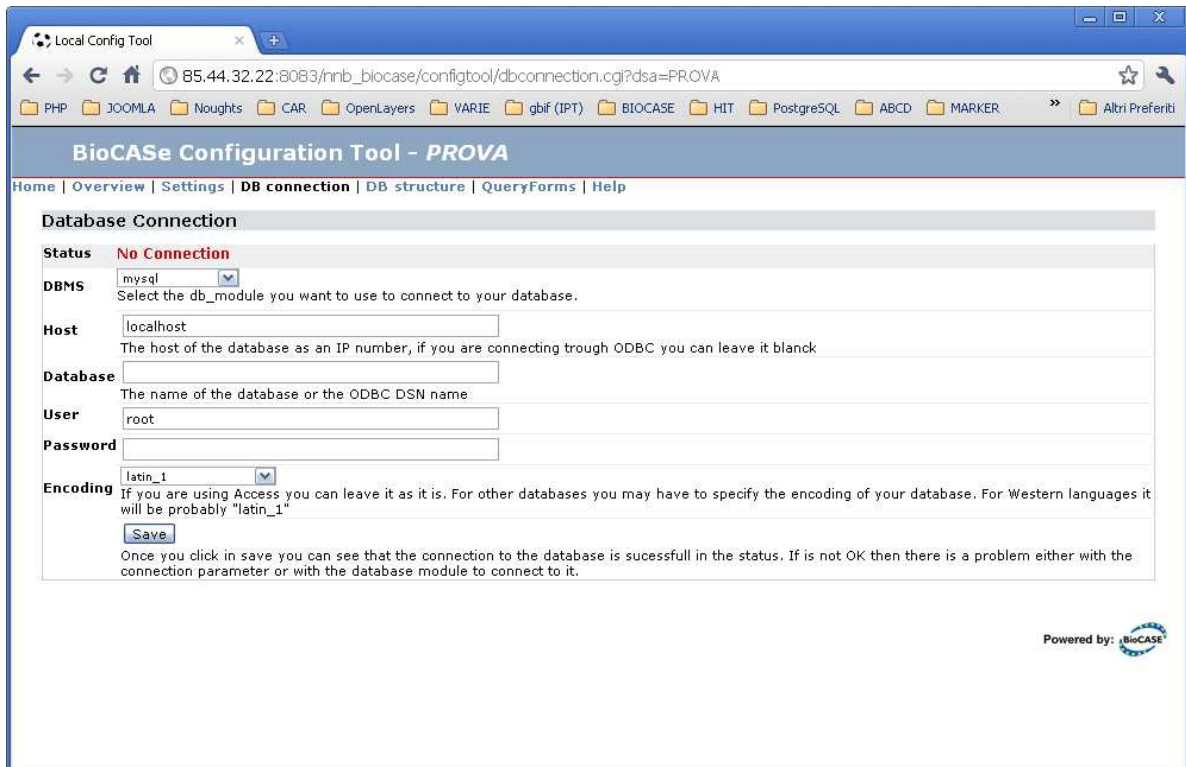 Local Config Tool
85.44.32.22:8083/nnb_biocase/configtool/dbconnection.cgi?dsa=PROVA
PHP JOOMLA Noughts CAR OpenLayers VARIE gbif (IPT) BIOCASE HIT PostgreSQL ABCD MARKER » Altri Preferiti
BioCASe Configuration Tool - PROVA
Home | Overview | Settings | DB connection | DB structure | QueryForms | Help
Database Connection
Status No Connection
DBMS mysql
Select the db_module you want to use to connect to your database.
Host localhost
The host of the database as an IP number, if you are connecting trough ODBC you can leave it blanck
Database
The name of the database or the ODBC DSN name
User root
Password
Encoding latin_1
If you are using Access you can leave it as it is. For other databases you may have to specify the encoding of your database. For Western languages it
will be probably "latin_1"
Save
Once you click in save you can see that the connection to the database is sucessfull in the status. If is not OK then there is a problem either with the
connection parameter or with the database module to connect to it.
Powered by: BioCASE